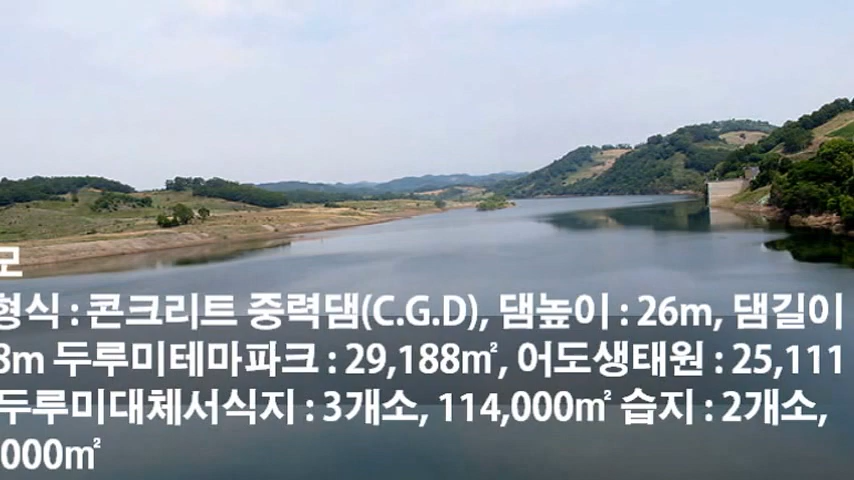 모
형식 : 콘크리트 중력댐(C.G.D), 댐높이 : 26m, 댐길이
8m 두루미테마파크 : 29,188㎡, 어도생태원 : 25,111
두루미대체서식지 : 3개소, 114,000㎡ 습지 : 2개소,
,000㎡